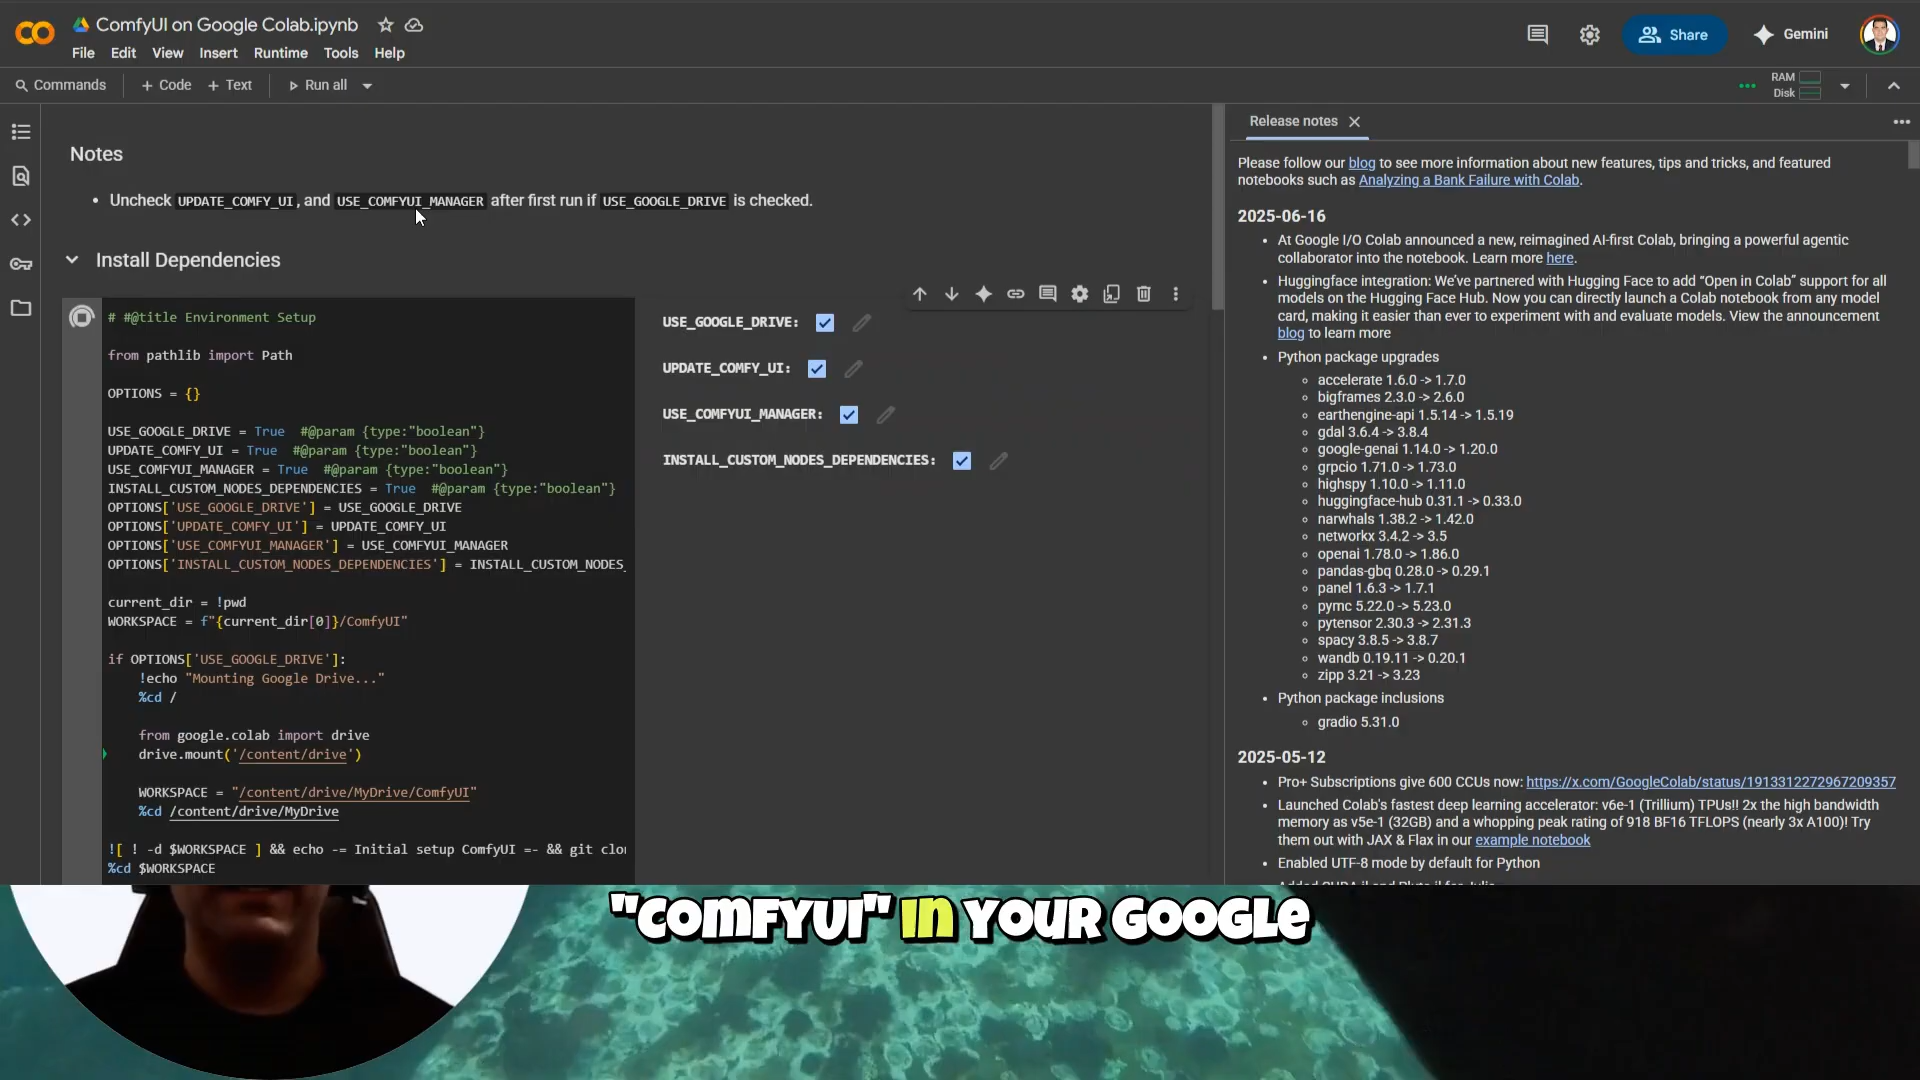 ComfyUI on Google Colab.ipynb
File Edit View Insert Runtime Tools Help
Share
Gemini
Commands + Code + Text Run all
RAM
Disk
Notes
• Uncheck UPDATE_COMFY_UI, and USE_COMFYUI_MANAGER after first run if USE_GOOGLE_DRIVE is checked.
Install Dependencies
# #@title Environment Setup
from pathlib import Path
OPTIONS = {}
USE_GOOGLE_DRIVE = True #@param {type:"boolean"}
UPDATE_COMFY_UI = True #@param {type:"boolean"}
USE_COMFYUI_MANAGER = True #@param {type:"boolean"}
INSTALL_CUSTOM_NODES_DEPENDENCIES = True #@param {type:"boolean"}
OPTIONS['USE_GOOGLE_DRIVE'] = USE_GOOGLE_DRIVE
OPTIONS['UPDATE_COMFY_UI'] = UPDATE_COMFY_UI
OPTIONS['USE_COMFYUI_MANAGER'] = USE_COMFYUI_MANAGER
OPTIONS['INSTALL_CUSTOM_NODES_DEPENDENCIES'] = INSTALL_CUSTOM_NODES_
current_dir = !pwd
WORKSPACE = f"{current_dir[0]}/ComfyUI"
if OPTIONS['USE_GOOGLE_DRIVE']:
!echo "Mounting Google Drive..."
%cd /
from google.colab import drive
drive.mount('/content/drive')
WORKSPACE = "/content/drive/MyDrive/ComfyUI"
%cd /content/drive/MyDrive
![ ! -d $WORKSPACE ] && echo -= Initial setup ComfyUI =- && git clo
%cd $WORKSPACE
USE_GOOGLE_DRIVE:
UPDATE_COMFY_UI:
USE_COMFYUI_MANAGER:
INSTALL_CUSTOM_NODES_DEPENDENCIES:
Release notes
Please follow our blog to see more information about new features, tips and tricks, and featured
notebooks such as Analyzing a Bank Failure with Colab.
2025-06-16
• At Google I/O Colab announced a new, reimagined AI-first Colab, bringing a powerful agentic
collaborator into the notebook. Learn more here.
• Huggingface integration: We've partnered with Hugging Face to add “Open in Colab” support for all
models on the Hugging Face Hub. Now you can directly launch a Colab notebook from any model
card, making it easier than ever to experiment with and evaluate models. View the announcement
blog to learn more
• Python package upgrades
accelerate 1.6.0 -> 1.7.0
bigframes 2.3.0 -> 2.6.0
earthengine-api 1.5.14 -> 1.5.19
gdal 3.6.4 -> 3.8.4
google-genai 1.14.0 -> 1.20.0
grpcio 1.71.0 -> 1.73.0
highspy 1.10.0 -> 1.11.0
huggingface-hub 0.31.1 -> 0.33.0
narwhals 1.38.2 -> 1.42.0
networkx 3.4.2 -> 3.5
openai 1.78.0 -> 1.86.0
pandas-gbq 0.28.0 -> 0.29.1
panel 1.6.3 -> 1.7.1
pymc 5.22.0 -> 5.23.0
pytensor 2.30.3 -> 2.31.3
spacy 3.8.5 -> 3.8.7
wandb 0.19.11 -> 0.20.1
zipp 3.21 -> 3.23
• Python package inclusions
gradio 5.31.0
2025-05-12
• Pro+ Subscriptions give 600 CCUs now: https://x.com/GoogleColab/status/1913312272967209357
• Launched Colab's fastest deep learning accelerator: v6e-1 (Trillium) TPUs!! 2x the high bandwidth
memory as v5e-1 (32GB) and a whopping peak rating of 918 BF16 TFLOPS (nearly 3x A100)! Try
them out with JAX & Flax in our example notebook
• Enabled UTF-8 mode by default for Python
"COMFYUI" IN YOUR GOOGLE